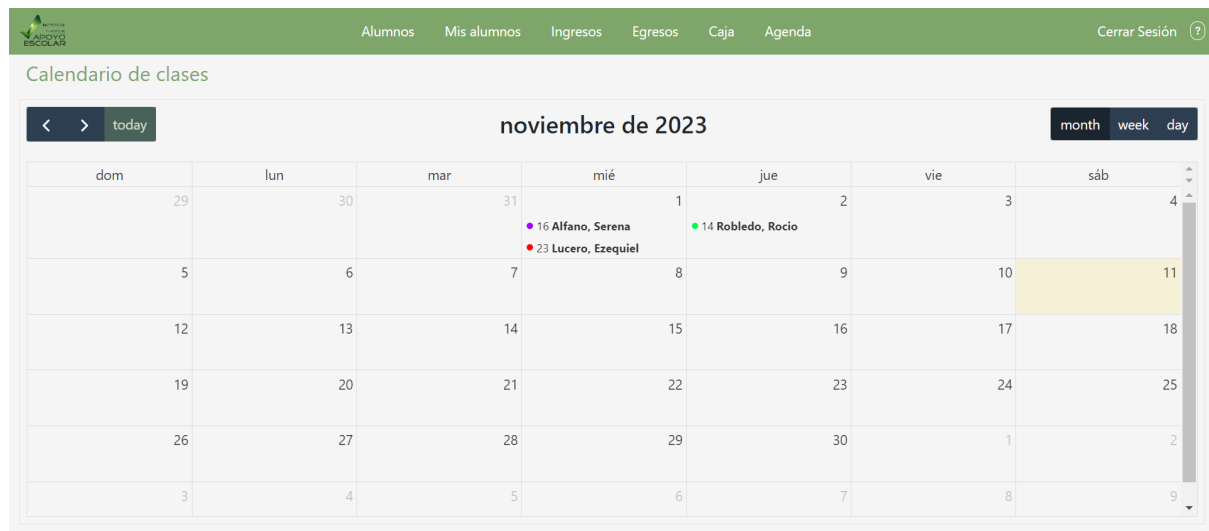 APOYO
ESCOLAR
Alumnos Mis alumnos Ingresos Egresos Caja Agenda Cerrar Sesión ?
Calendario de clases
< > today noviembre de 2023 month week day
dom lun mar mié jue vie sáb
29 30 31 1 2 3 4
16 Alfano, Serena 14 Robledo, Rocio
23 Lucero, Ezequiel
5 6 7 8 9 10 11
12 13 14 15 16 17 18
19 20 21 22 23 24 25
26 27 28 29 30 1 2
3 4 5 6 7 8 9